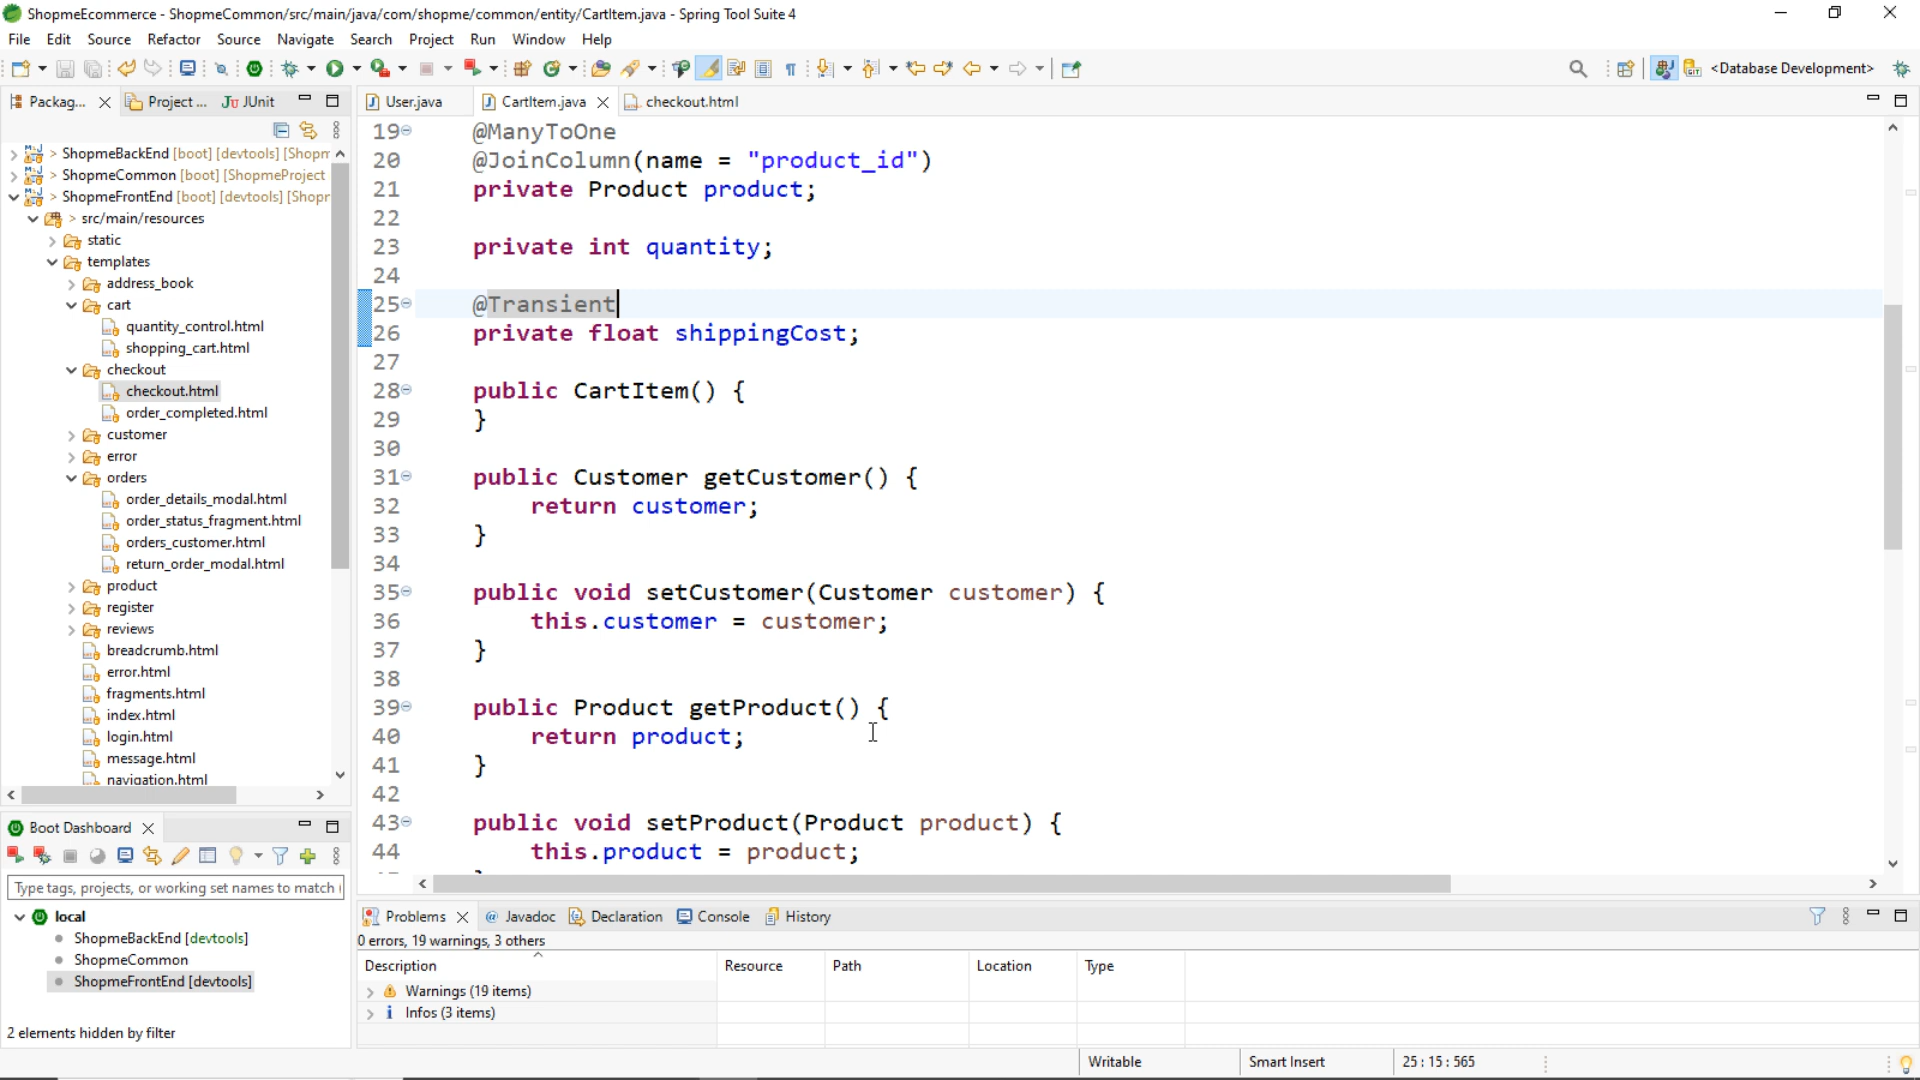 ShopmeEcommerce - ShopmeCommon/src/main/java/com/shopme/common/entity/CartItem.java - Spring Tool Suite 4
File Edit Source Refactor Source Navigate Search Project Run Window Help
<Database Development>
Packag... Project ... JUnit
User.java CartItem.java checkout.html
> ShopmeBackEnd [boot] [devtools] [Shopm
> ShopmeCommon [boot] [ShopmeProject
> ShopmeFrontEnd [boot] [devtools] [Shopr
> src/main/resources
static
templates
address_book
cart
quantity_control.html
shopping_cart.html
checkout
checkout.html
order_completed.html
customer
error
orders
order_details_modal.html
order_status_fragment.html
orders_customer.html
return_order_modal.html
product
register
reviews
breadcrumb.html
error.html
fragments.html
index.html
login.html
message.html
navigation.html
19 @ManyToOne
20 @JoinColumn(name = "product_id")
21 private Product product;
22
23 private int quantity;
24
25 @Transient
26 private float shippingCost;
27
28 public CartItem() {
29 }
30
31 public Customer getCustomer() {
32 return customer;
33 }
34
35 public void setCustomer(Customer customer) {
36 this.customer = customer;
37 }
38
39 public Product getProduct() {
40 return product;
41 }
42
43 public void setProduct(Product product) {
44 this.product = product;
Boot Dashboard
Type tags, projects, or working set names to match (
local
ShopmeBackEnd [devtools]
ShopmeCommon
ShopmeFrontEnd [devtools]
2 elements hidden by filter
Problems @ Javadoc Declaration Console History
0 errors, 19 warnings, 3 others
Description Resource Path Location Type
Warnings (19 items)
Infos (3 items)
Writable Smart Insert 25 : 15 : 565